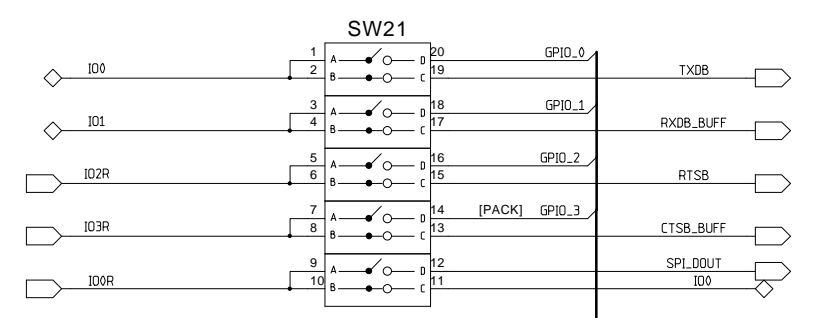 SW21
1 A D 20 GPIO_0
IO0 2 B C 19 TXDB
3 A D 18 GPIO_1
IO1 4 B C 17 RXDB_BUFF
5 A D 16 GPIO_2
IO2R 6 B C 15 RTSB
7 A D 14 [PACK] GPIO_3
IO3R 8 B C 13 CTSB_BUFF
9 A D 12 SPI_DOUT
IO0R 10 B C 11 IO0